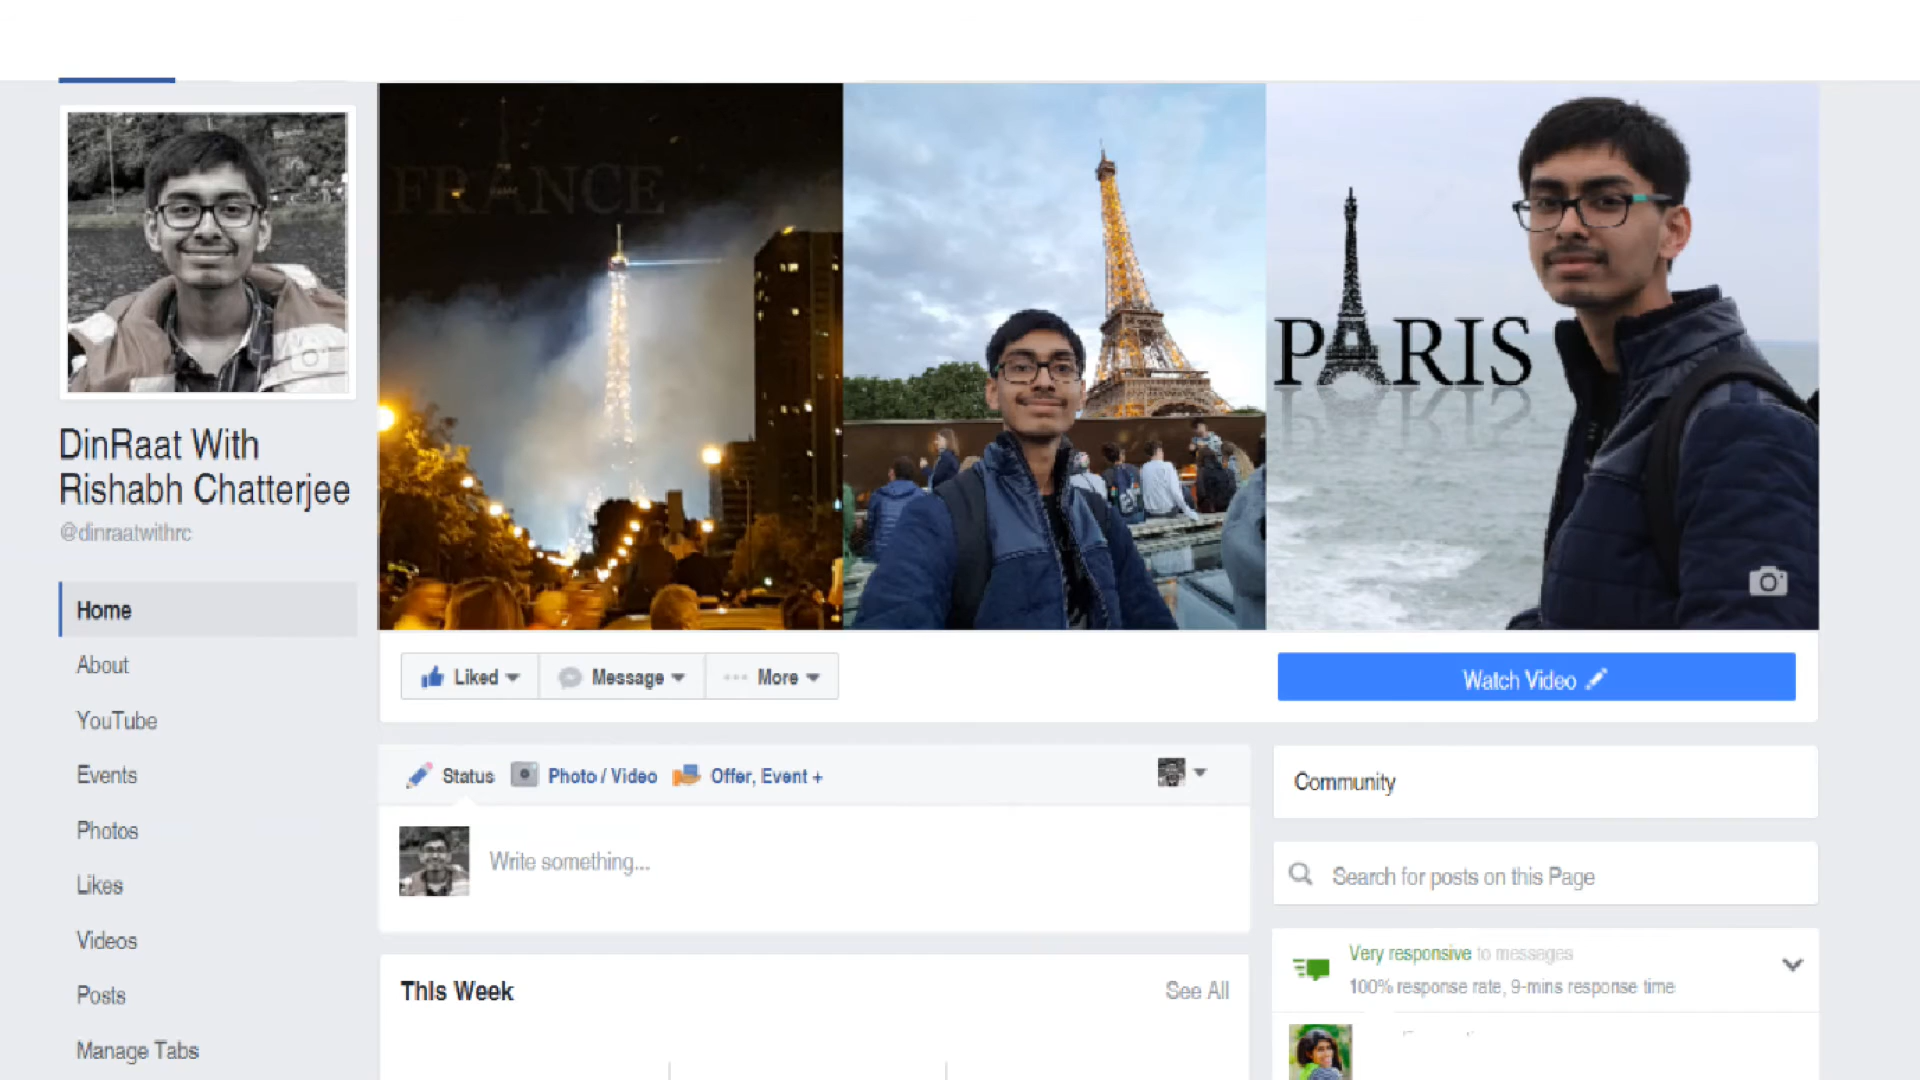 FRANCE
PARIS
DinRaat With
Rishabh Chatterjee
@dinraatwithrc
Home
About
YouTube
Events
Photos
Likes
Videos
Posts
Manage Tabs
Liked
Message
More
Watch Video
Status
Photo / Video
Offer, Event +
Write something...
This Week
See All
Community
Search for posts on this Page
Very responsive to messages
100% response rate, 9-mins response time